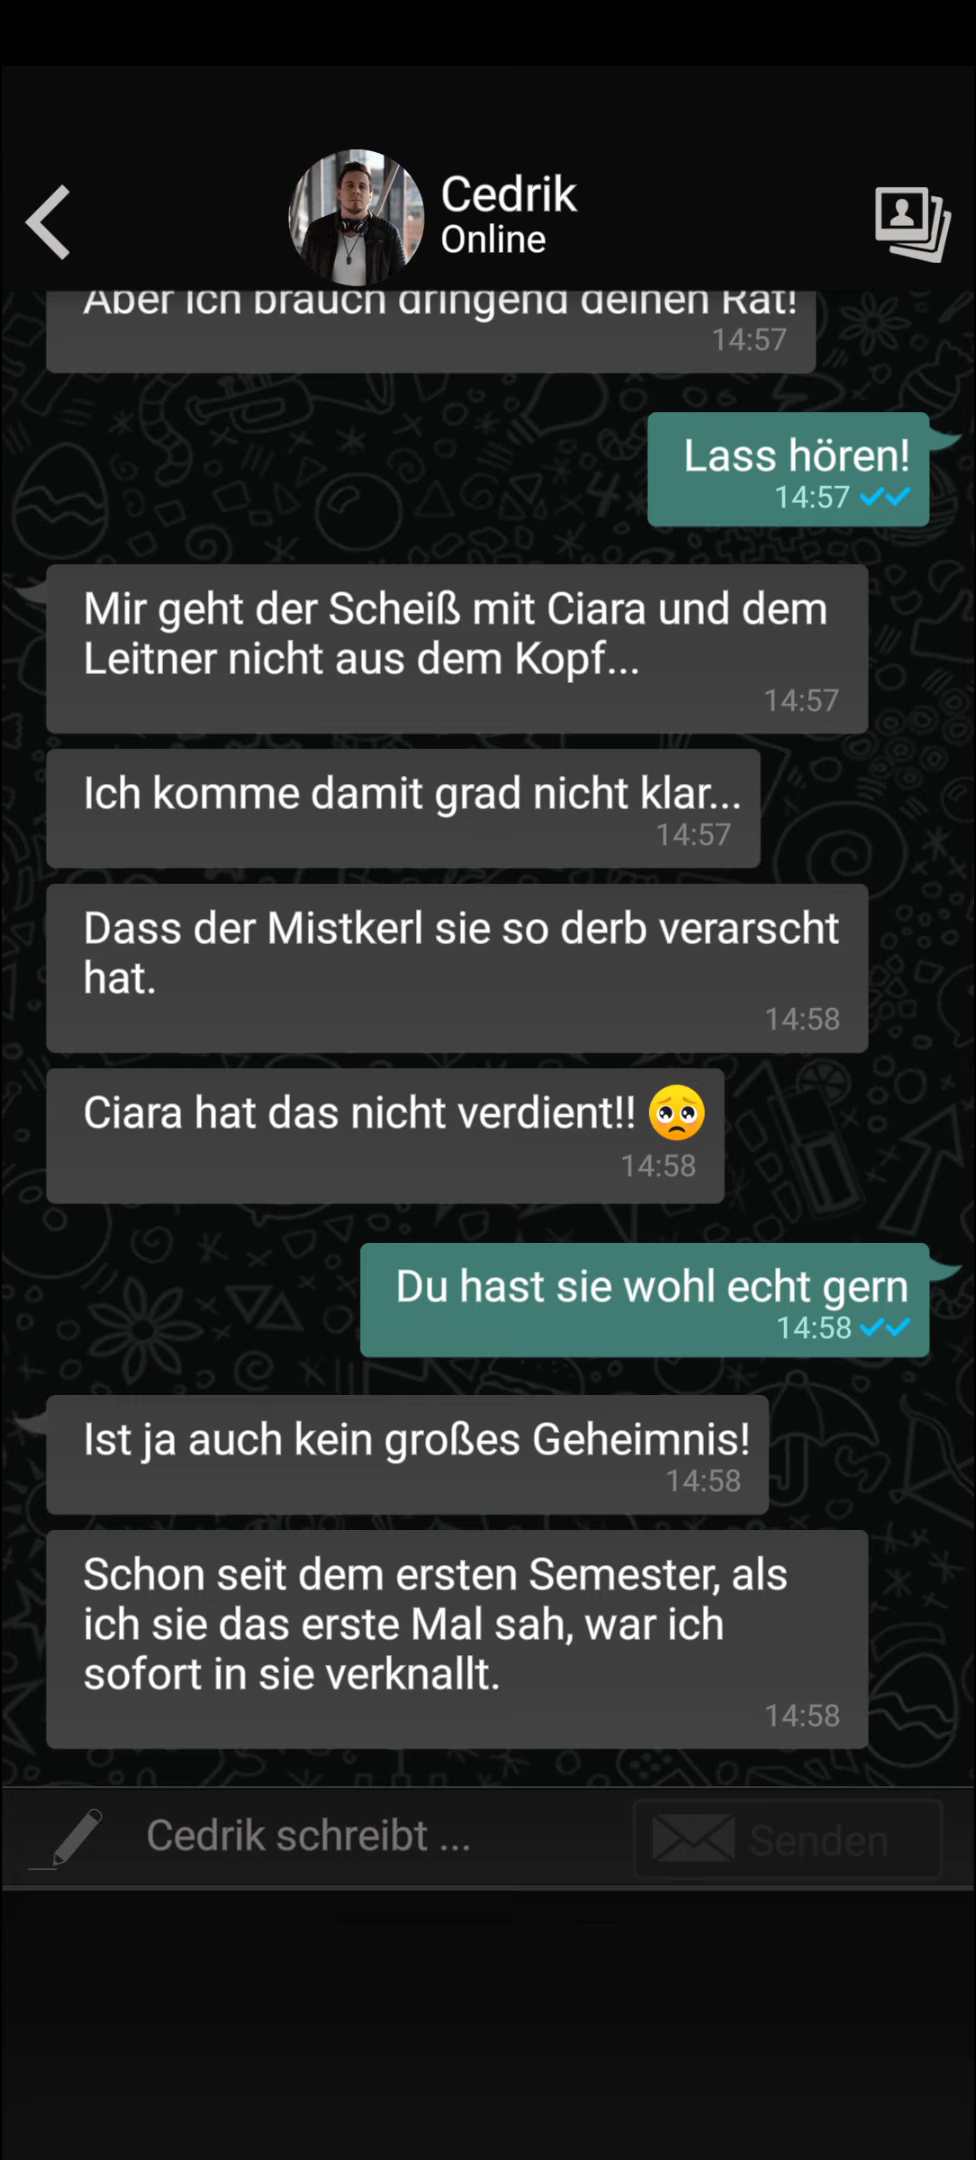 Cedrik
Online
Aber ich brauch dringend deinen Rat!
14:57
Lass hören!
14:57
Mir geht der Scheiß mit Ciara und dem
Leitner nicht aus dem Kopf...
14:57
Ich komme damit grad nicht klar...
14:57
Dass der Mistkerl sie so derb verarscht
hat.
14:58
Ciara hat das nicht verdient!! 🥺
14:58
Du hast sie wohl echt gern
14:58
Ist ja auch kein großes Geheimnis!
14:58
Schon seit dem ersten Semester, als
ich sie das erste Mal sah, war ich
sofort in sie verknallt.
14:58
Cedrik schreibt ...
Senden